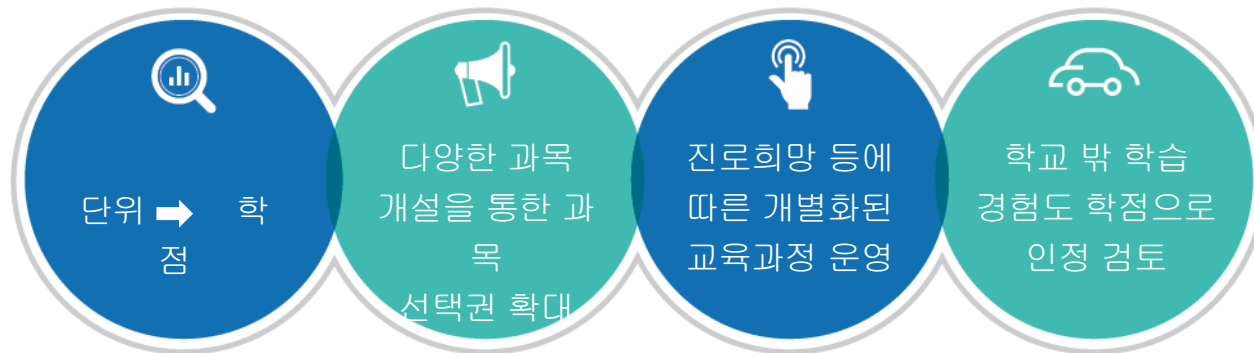 단위 ➡ 학
점
다양한 과목
개설을 통한 과
목
선택권 확대
진로희망 등에
따른 개별화된
교육과정 운영
학교 밖 학습
경험도 학점으로
인정 검토